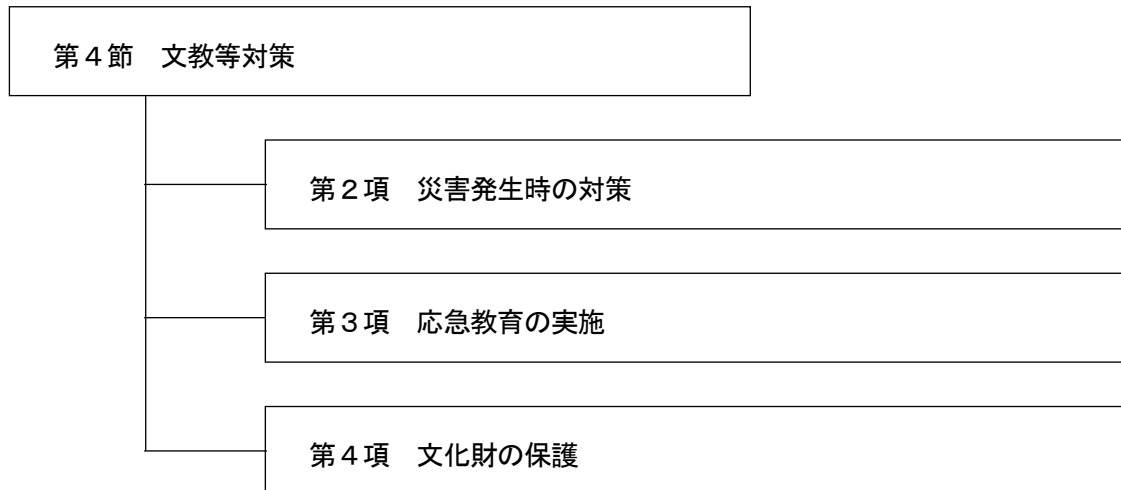 第４節　文教等対策
第２項　災害発生時の対策
第３項　応急教育の実施
第４項　文化財の保護